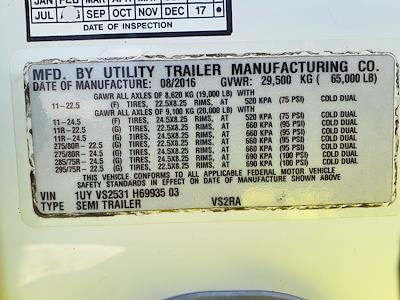 JAN FEB MAR APR MAY JUN
JUL AUG SEP OCT NOV DEC 17
DATE OF INSPECTION
MFD. BY UTILITY TRAILER MANUFACTURING CO.
DATE OF MANUFACTURE: 08/2016 GVWR: 29,500 KG ( 65,000 LB)
GAWR ALL AXLES OF 8,620 KG (19,000 LB) WITH
11-22.5 (F) TIRES, 22.5X8.25 RIMS, AT 520 KPA (75 PSI) COLD DUAL
GAWR ALL AXLES OF 9,100 KG (20,000 LB) WITH
11-24.5 (F) TIRES, 24.5X8.25 RIMS, AT 520 KPA (75 PSI) COLD DUAL
11R-22.5 (G) TIRES, 22.5X8.25 RIMS, AT 660 KPA (95 PSI) COLD DUAL
11R-24.5 (G) TIRES, 24.5X8.25 RIMS, AT 660 KPA (95 PSI) COLD DUAL
275/80R-22.5 (G) TIRES, 22.5X8.25 RIMS, AT 660 KPA (95 PSI) COLD DUAL
275/80R-24.5 (G) TIRES, 24.5X8.25 RIMS, AT 660 KPA (95 PSI) COLD DUAL
285/75R-24.5 (G) TIRES, 24.5X8.25 RIMS, AT 690 KPA (100 PSI) COLD DUAL
295/75R-22.5 (G) TIRES, 22.5X8.25 RIMS, AT 690 KPA (100 PSI) COLD DUAL
THIS VEHICLE CONFORMS TO ALL APPLICABLE FEDERAL MOTOR VEHICLE
SAFETY STANDARDS IN EFFECT ON DATE OF MANUFACTURE SHOWN ABOVE
VIN 1UY VS2531 H69935 03
TYPE SEMI TRAILER VS2RA